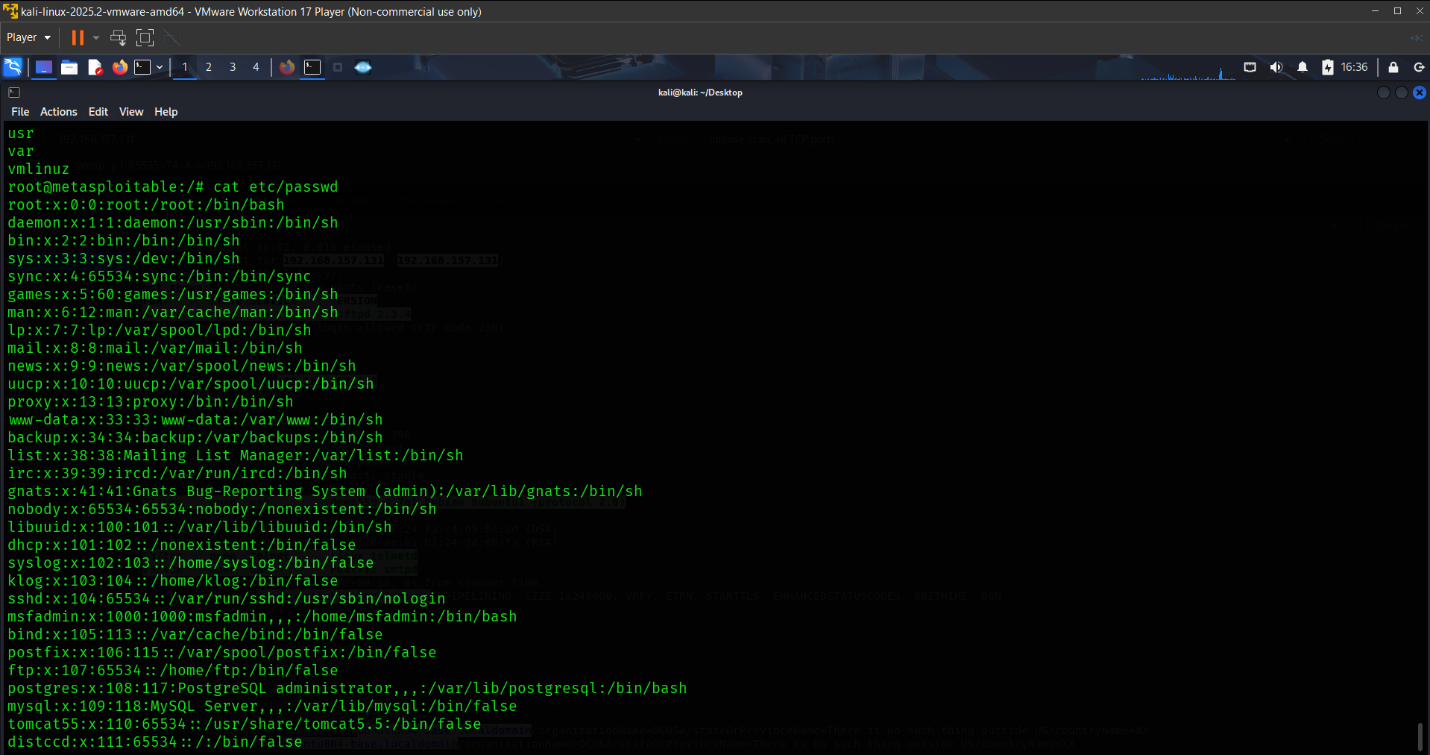 kali-linux-2025.2-vmware-amd64 - VMware Workstation 17 Player (Non-commercial use only)
Player
1 2 3 4 16:36
kali@kali: ~/Desktop
File Actions Edit View Help
usr
var
vmlinuz
root@metasploitable:/# cat etc/passwd
root:x:0:0:root:/root:/bin/bash
daemon:x:1:1:daemon:/usr/sbin:/bin/sh
bin:x:2:2:bin:/bin:/bin/sh
sys:x:3:3:sys:/dev:/bin/sh
sync:x:4:65534:sync:/bin:/bin/sync
games:x:5:60:games:/usr/games:/bin/sh
man:x:6:12:man:/var/cache/man:/bin/sh
lp:x:7:7:lp:/var/spool/lpd:/bin/sh
mail:x:8:8:mail:/var/mail:/bin/sh
news:x:9:9:news:/var/spool/news:/bin/sh
uucp:x:10:10:uucp:/var/spool/uucp:/bin/sh
proxy:x:13:13:proxy:/bin:/bin/sh
www-data:x:33:33:www-data:/var/www:/bin/sh
backup:x:34:34:backup:/var/backups:/bin/sh
list:x:38:38:Mailing List Manager:/var/list:/bin/sh
irc:x:39:39:ircd:/var/run/ircd:/bin/sh
gnats:x:41:41:Gnats Bug-Reporting System (admin):/var/lib/gnats:/bin/sh
nobody:x:65534:65534:nobody:/nonexistent:/bin/sh
libuuid:x:100:101::/var/lib/libuuid:/bin/sh
dhcp:x:101:102::/nonexistent:/bin/false
syslog:x:102:103::/home/syslog:/bin/false
klog:x:103:104::/home/klog:/bin/false
sshd:x:104:65534::/var/run/sshd:/usr/sbin/nologin
msfadmin:x:1000:1000:msfadmin,,,:/home/msfadmin:/bin/bash
bind:x:105:113::/var/cache/bind:/bin/false
postfix:x:106:115::/var/spool/postfix:/bin/false
ftp:x:107:65534::/home/ftp:/bin/false
postgres:x:108:117:PostgreSQL administrator,,,:/var/lib/postgresql:/bin/bash
mysql:x:109:118:MySQL Server,,,:/var/lib/mysql:/bin/false
tomcat55:x:110:65534::/usr/share/tomcat5.5:/bin/false
distccd:x:111:65534::/:/bin/false